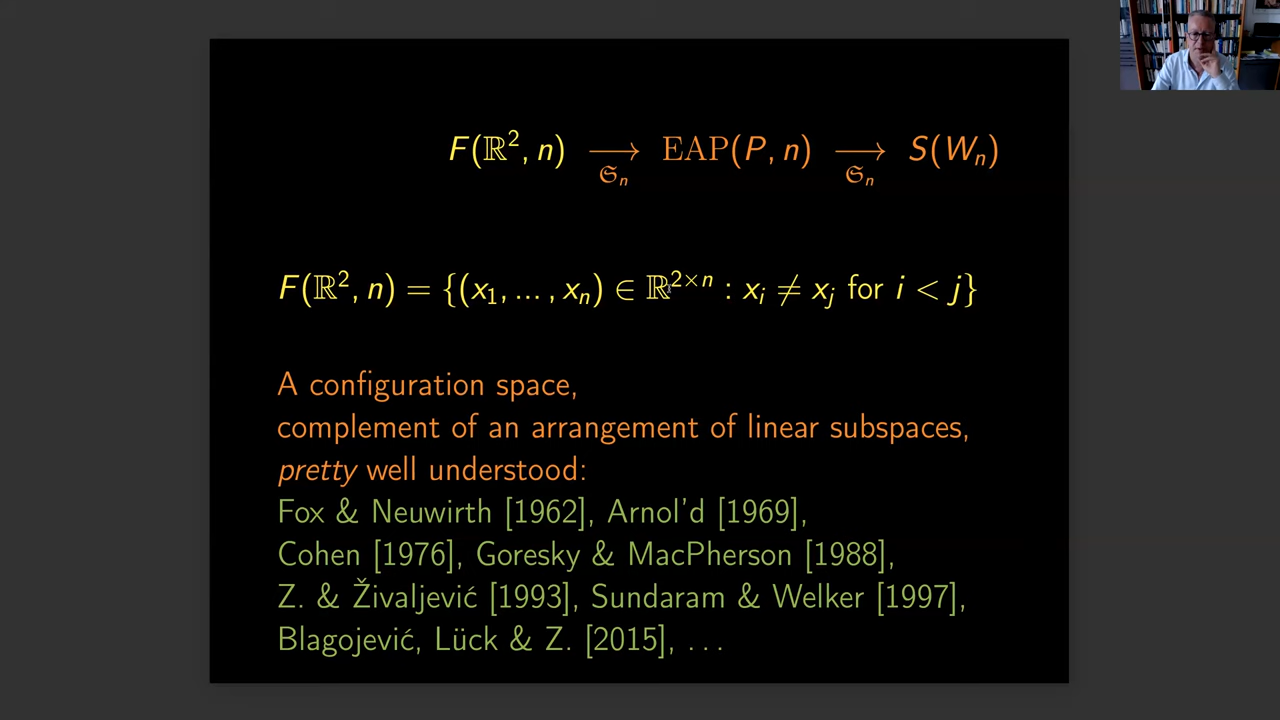 F(ℝ², n) ⟶ EAP(P, n) ⟶ S(Wₙ)
𝔖ₙ 𝔖ₙ
F(ℝ², n) = {(x₁, ..., xₙ) ∈ ℝ²ˣⁿ : xᵢ ≠ xⱼ for i < j}
A configuration space,
complement of an arrangement of linear subspaces,
pretty well understood:
Fox & Neuwirth [1962], Arnol'd [1969],
Cohen [1976], Goresky & MacPherson [1988],
Z. & Živaljević [1993], Sundaram & Welker [1997],
Blagojević, Lück & Z. [2015], ...